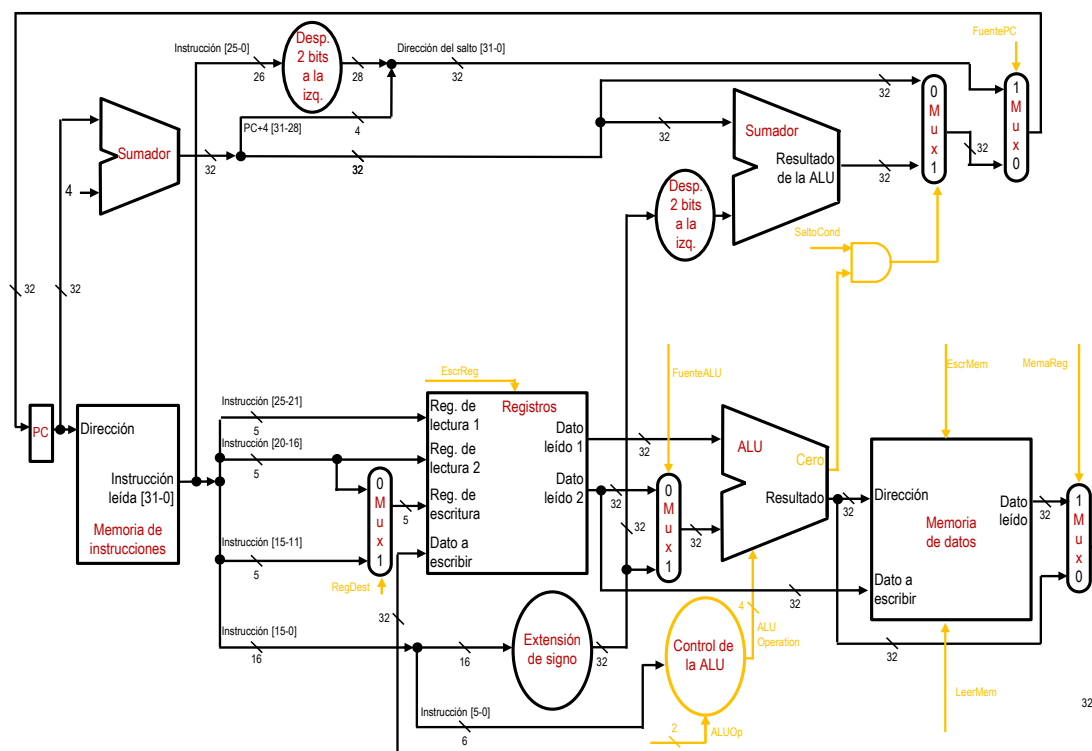 Instrucción [25-0]
26
Desp.
2 bits
a la
izq.
28
Dirección del salto [31-0]
32
FuentePC
1
M
u
x
0
PC+4 [31-28]
4
32
32
Sumador
4
32
32
32
Sumador
Resultado
de la ALU
32
32
0
M
u
x
1
32
Desp.
2 bits
a la
izq.
SaltoCond
PC
Dirección
Instrucción
leída [31-0]
Memoria de
instrucciones
Instrucción [25-21]
5
Instrucción [20-16]
5
Instrucción [15-11]
5
0
M
u
x
1
RegDest
5
EscrReg
Registros
Reg. de
lectura 1
Reg. de
lectura 2
Reg. de
escritura
Dato a
escribir
Dato
leído 1
Dato
leído 2
32
32
32
32
FuenteALU
0
M
u
x
1
32
ALU
Cero
Resultado
32
EscrMem
Dirección
Dato
leído
Memoria
de datos
Dato a
escribir
32
32
LeerMem
MemaReg
32
1
M
u
x
0
32
Instrucción [15-0]
16
16
Extensión
de signo
32
Instrucción [5-0]
6
Control de
la ALU
4
ALU
Operation
2
ALUOp